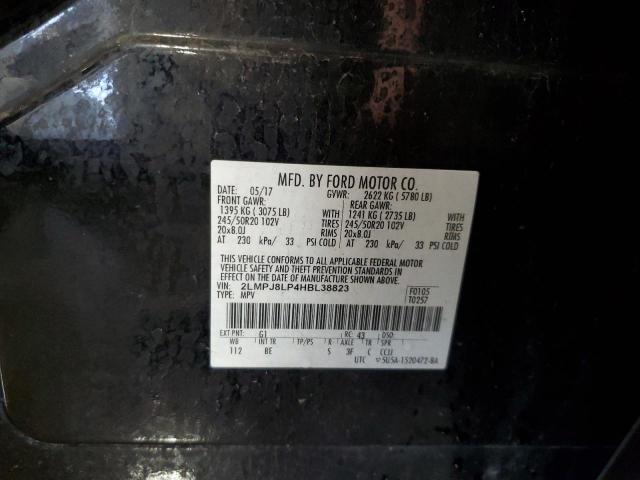 MFD. BY FORD MOTOR CO.
DATE: 05/17 GVWR: 2622 KG ( 5780 LB)
FRONT GAWR: REAR GAWR:
1395 KG ( 3075 LB) WITH 1241 KG ( 2735 LB) WITH
245/50R20 102V TIRES 245/50R20 102V TIRES
20x8.0J RIMS 20x8.0J RIMS
AT 230 kPa/ 33 PSI COLD AT 230 kPa/ 33 PSI COLD
THIS VEHICLE CONFORMS TO ALL APPLICABLE FEDERAL MOTOR
VEHICLE SAFETY AND THEFT PREVENTION STANDARDS IN
EFFECT ON THE DATE OF MANUFACTURE SHOWN ABOVE.
VIN: 2LMPJ8LP4HBL38823 F0105
TYPE: MPV T0257
EXT PNT: G1 RC: 43 DSO:
WB INT TR TP/PS R AXLE TR SPR
112 BE S 3F C CCJJ
UTC